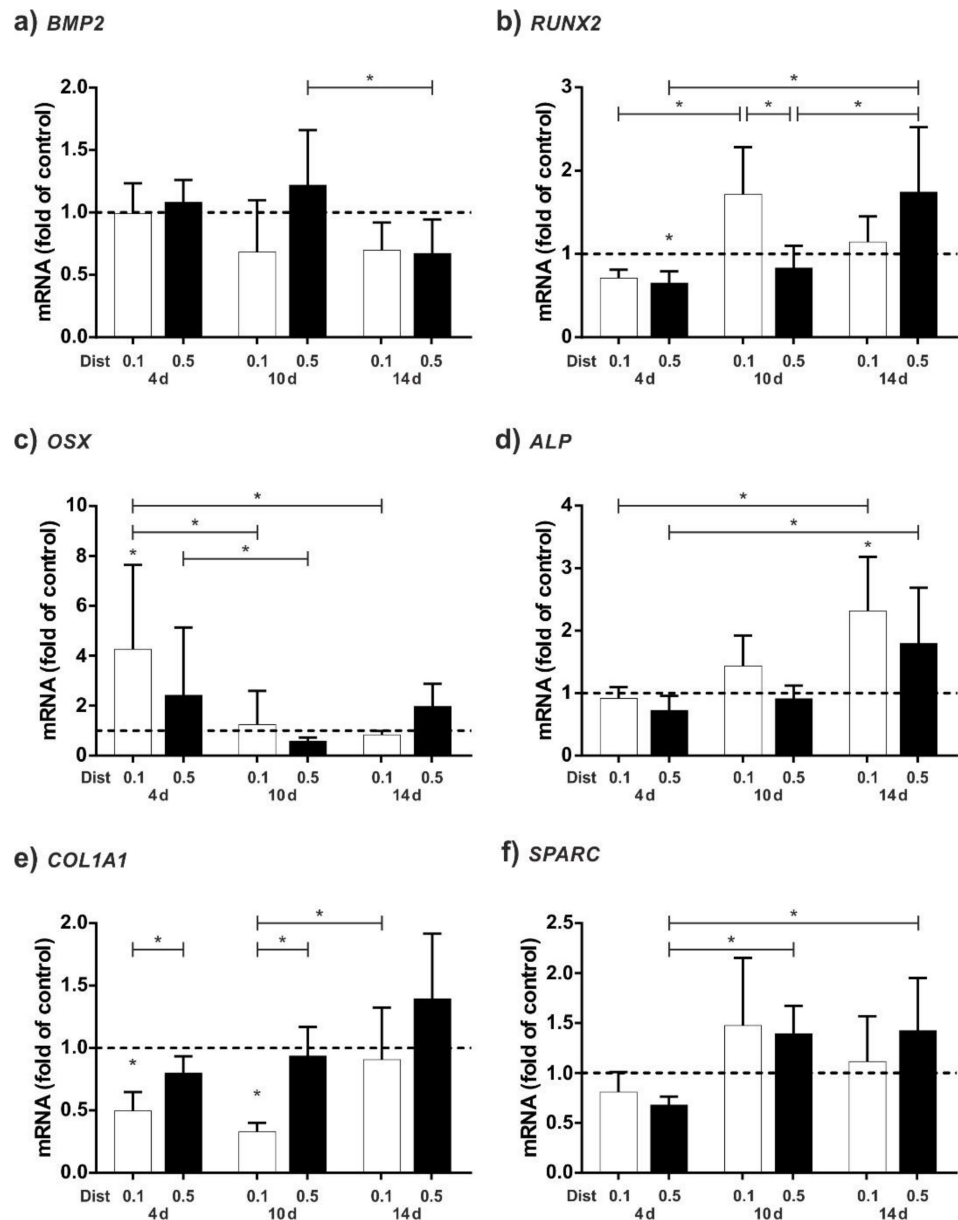 a) BMP2
mRNA (fold of control)
2.0
1.5
1.0
0.5
0.0
*
Dist 0.1 0.5 0.1 0.5 0.1 0.5
4d 10d 14d
b) RUNX2
mRNA (fold of control)
3
2
1
0
*
* * *
*
Dist 0.1 0.5 0.1 0.5 0.1 0.5
4d 10d 14d
c) OSX
mRNA (fold of control)
10
8
6
4
2
0
*
*
* *
Dist 0.1 0.5 0.1 0.5 0.1 0.5
4d 10d 14d
d) ALP
mRNA (fold of control)
4
3
2
1
0
*
*
*
Dist 0.1 0.5 0.1 0.5 0.1 0.5
4d 10d 14d
e) COL1A1
mRNA (fold of control)
2.0
1.5
1.0
0.5
0.0
*
* *
*
*
Dist 0.1 0.5 0.1 0.5 0.1 0.5
4d 10d 14d
f) SPARC
mRNA (fold of control)
2.5
2.0
1.5
1.0
0.5
0.0
*
*
Dist 0.1 0.5 0.1 0.5 0.1 0.5
4d 10d 14d